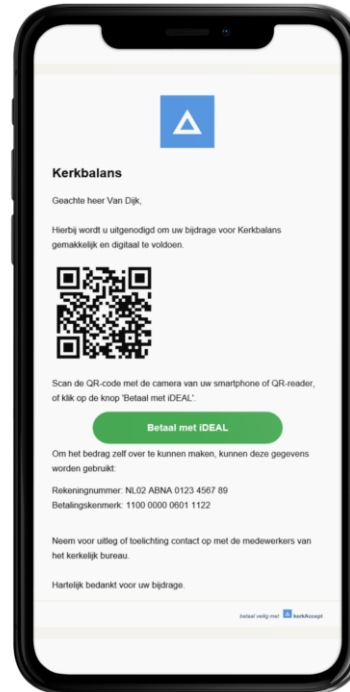 Kerkbalans
Geachte heer Van Dijk,
Hierbij wordt u uitgenodigd om uw bijdrage voor Kerkbalans
gemakkelijk en digitaal te voldoen.
Scan de QR-code met de camera van uw smartphone of QR-reader,
of klik op de knop 'Betaal met iDEAL'.
Betaal met iDEAL
Om het bedrag zelf over te kunnen maken, kunnen deze gegevens
worden gebruikt:
Rekeningnummer: NL02 ABNA 0123 4567 89
Betalingskenmerk: 1100 0000 0601 1122
Neem voor uitleg of toelichting contact op met de medewerkers van
het kerkelijk bureau.
Hartelijk bedankt voor uw bijdrage.
betaal veilig met kerkAccept